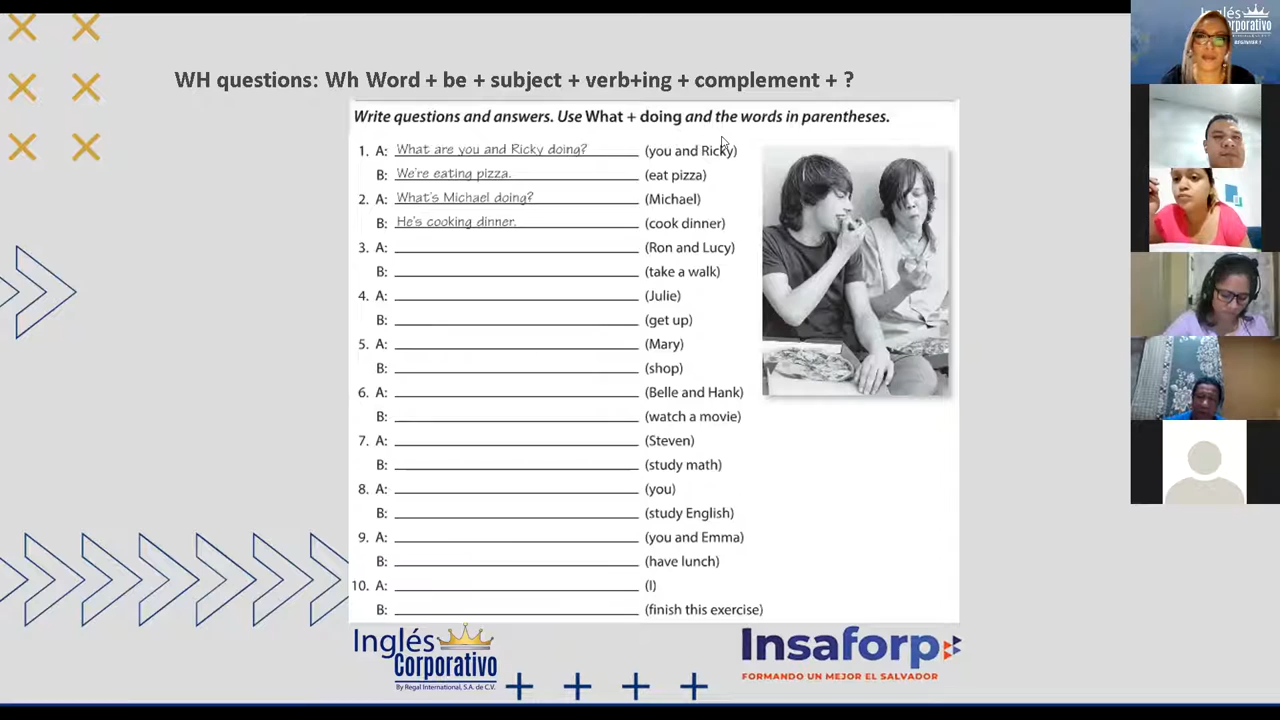 WH questions: Wh Word + be + subject + verb+ing + complement + ?
Write questions and answers. Use What + doing and the words in parentheses.
1. A: What are you and Ricky doing? (you and Ricky)
B: We're eating pizza. (eat pizza)
2. A: What's Michael doing? (Michael)
B: He's cooking dinner. (cook dinner)
3. A: (Ron and Lucy)
B: (take a walk)
4. A: (Julie)
B: (get up)
5. A: (Mary)
B: (shop)
6. A: (Belle and Hank)
B: (watch a movie)
7. A: (Steven)
B: (study math)
8. A: (you)
B: (study English)
9. A: (you and Emma)
B: (have lunch)
10. A: (I)
B: (finish this exercise)
Inglés
Corporativo
By Regal International, S.A. de C.V.
Insaforp
FORMANDO UN MEJOR EL SALVADOR
Inglés
Corporativo
BEGINNER 1